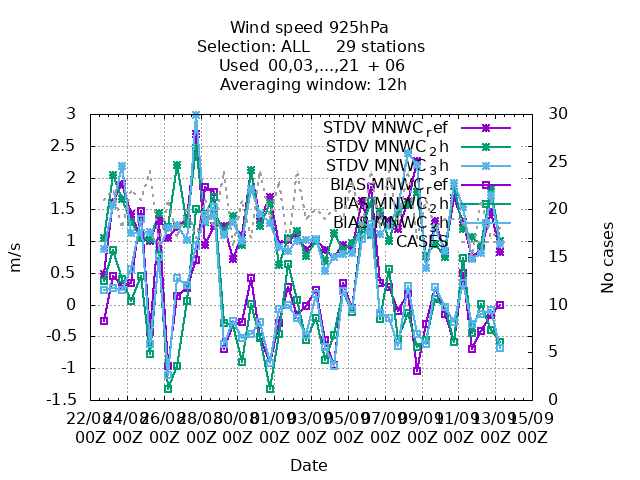 Wind speed 925hPa
Selection: ALL 29 stations
Used 00,03,...,21 + 06
Averaging window: 12h
3 30
STDV MNWC_ref
2.5 STDV MNWC_2h 25
STDV MNWC_3h
2 BIAS MNWC_ref
BIAS MNWC_2h
1.5 BIAS MNWC_3h 20
CASES
1 15
m/s No cases
0.5
0 10
-0.5
-1 5
-1.5 0
22/08 24/08 26/08 28/08 30/08 01/09 03/09 05/09 07/09 09/09 11/09 13/09 15/09
00Z 00Z 00Z 00Z 00Z 00Z 00Z 00Z 00Z 00Z 00Z 00Z 00Z
Date